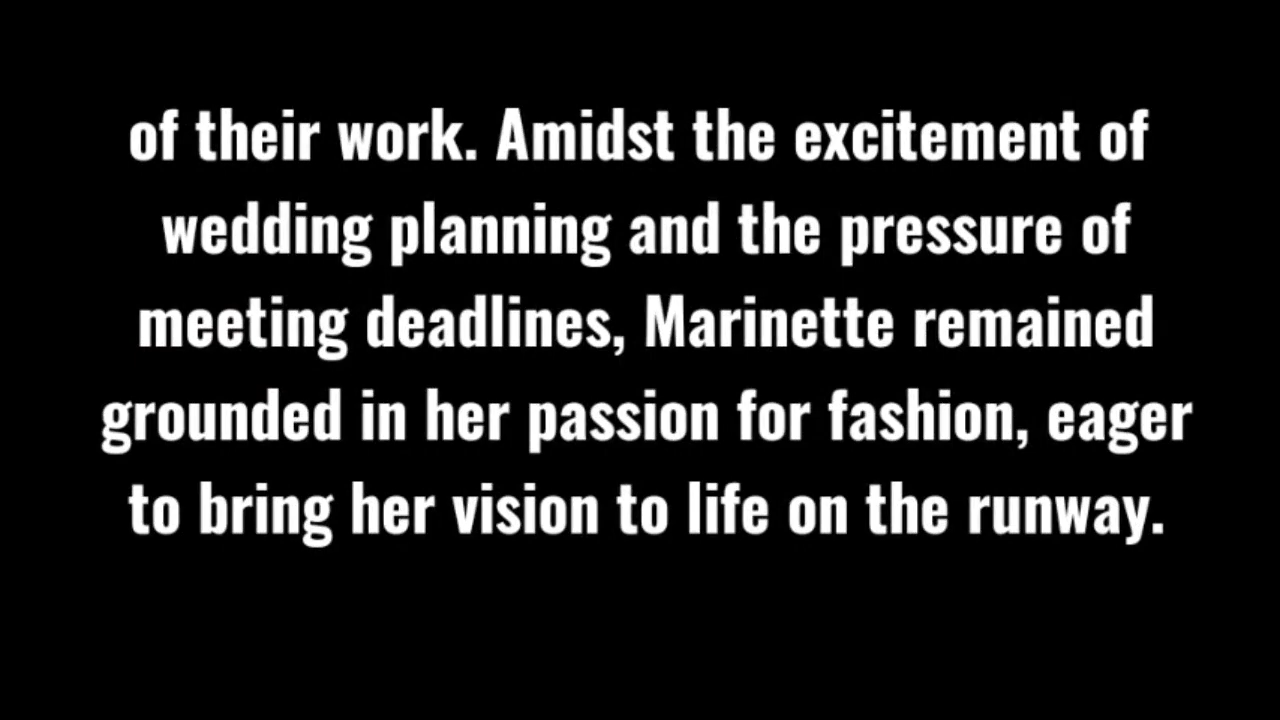 of their work. Amidst the excitement of
wedding planning and the pressure of
meeting deadlines, Marinette remained
grounded in her passion for fashion, eager
to bring her vision to life on the runway.